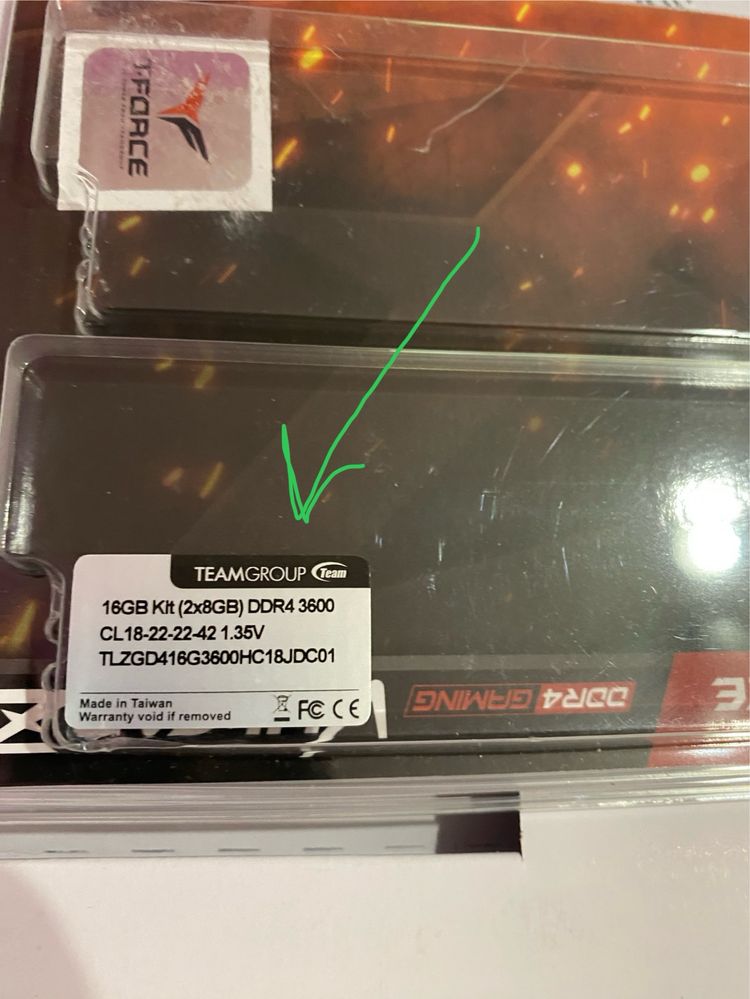 T-FORCE
TEAMGROUP Team
16GB Kit (2x8GB) DDR4 3600
CL18-22-22-42 1.35V
TLZGD416G3600HC18JDC01
Made in Taiwan
Warranty void if removed
FC CE
DDR4 GAMING